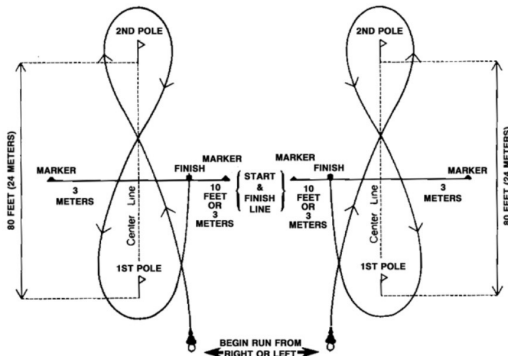 2ND POLE
2ND POLE
80 FEET (24 METERS)
MARKER
3
METERS
Center Line
FINISH
MARKER
10
FEET
OR
3
METERS
START
&
FINISH
LINE
MARKER
10
FEET
OR
3
METERS
FINISH
Center Line
MARKER
3
METERS
80 FEET (24 METERS)
1ST POLE
1ST POLE
BEGIN RUN FROM
RIGHT OR LEFT